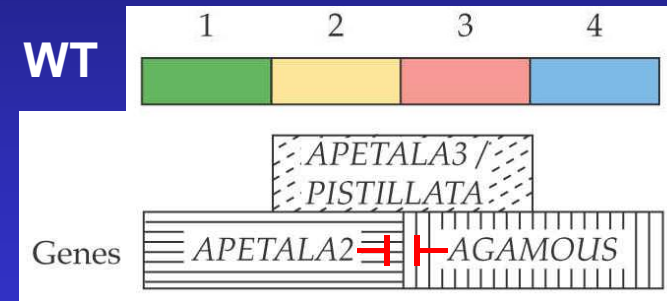 WT
1 2 3 4
APETALA3 /
PISTILLATA
Genes APETALA2 AGAMOUS